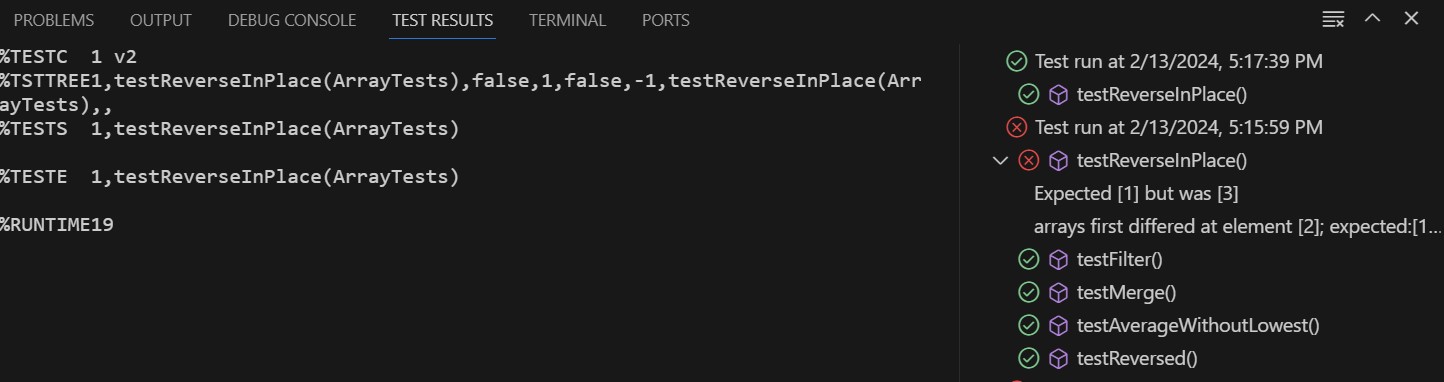 PROBLEMS OUTPUT DEBUG CONSOLE TEST RESULTS TERMINAL PORTS
%TESTC  1 v2
%TSTTREE1,testReverseInPlace(ArrayTests),false,1,false,-1,testReverseInPlace(Arr
ayTests),,
%TESTS  1,testReverseInPlace(ArrayTests)
%TESTE  1,testReverseInPlace(ArrayTests)
%RUNTIME19
Test run at 2/13/2024, 5:17:39 PM
testReverseInPlace()
Test run at 2/13/2024, 5:15:59 PM
testReverseInPlace()
Expected [1] but was [3]
arrays first differed at element [2]; expected:[1...
testFilter()
testMerge()
testAverageWithoutLowest()
testReversed()